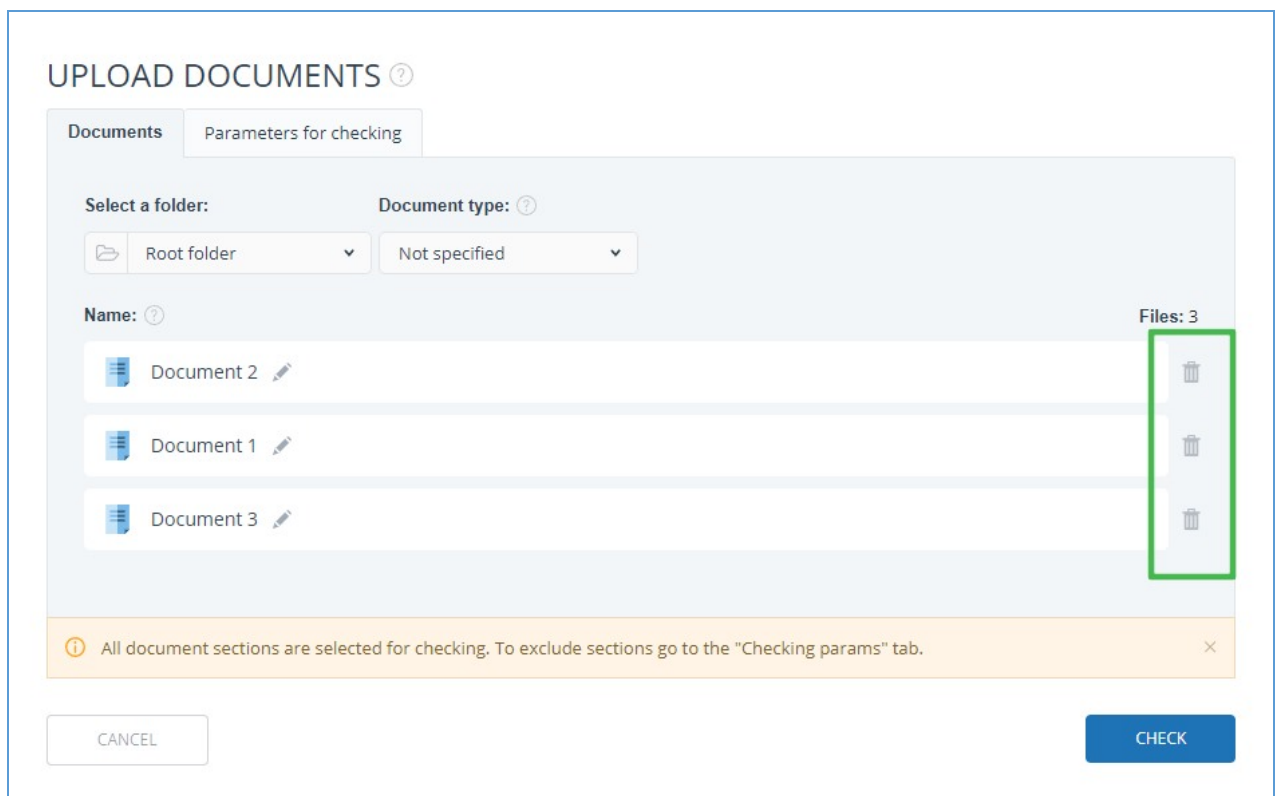 UPLOAD DOCUMENTS ?
Documents Parameters for checking
Select a folder: Document type: ?
Root folder Not specified
Name: ? Files: 3
Document 2
Document 1
Document 3
All document sections are selected for checking. To exclude sections go to the "Checking params" tab.
CANCEL CHECK